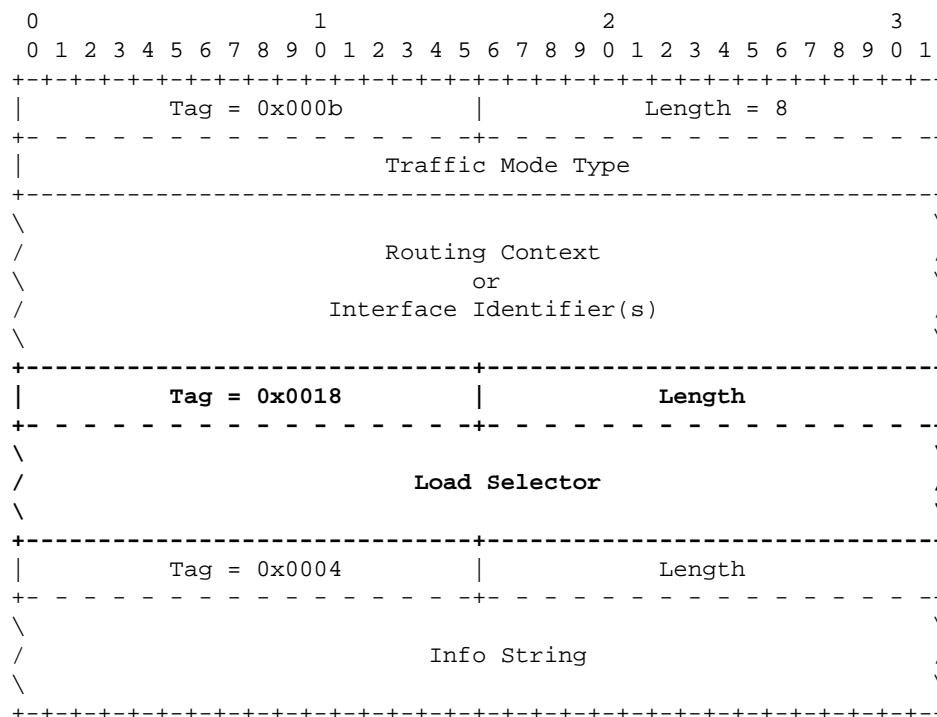 0 1 2 3
0 1 2 3 4 5 6 7 8 9 0 1 2 3 4 5 6 7 8 9 0 1 2 3 4 5 6 7 8 9 0 1
Tag = 0x000b | Length = 8
Traffic Mode Type
Routing Context
or
Interface Identifier(s)
Tag = 0x0018 | Length
Load Selector
Tag = 0x0004 | Length
Info String